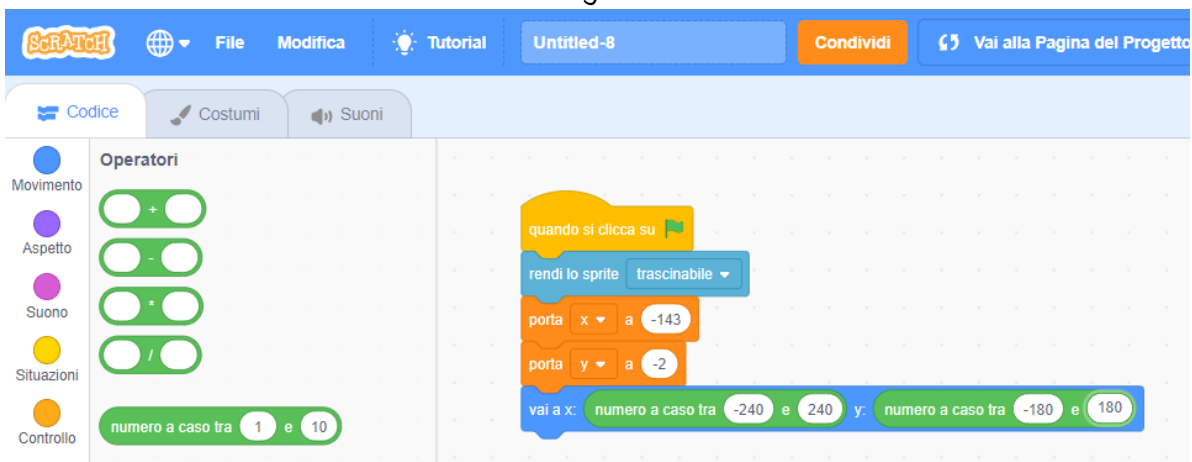 SCRATCH File Modifica Tutorial Untitled-8 Condividi Vai alla Pagina del Progetto
Codice Costumi Suoni
Operatori
Movimento
Aspetto
Suono
Situazioni
Controllo
+
-
*
/
numero a caso tra 1 e 10
quando si clicca su
rendi lo sprite trascinabile
porta x a -143
porta y a -2
vai a x: numero a caso tra -240 e 240 y: numero a caso tra -180 e 180